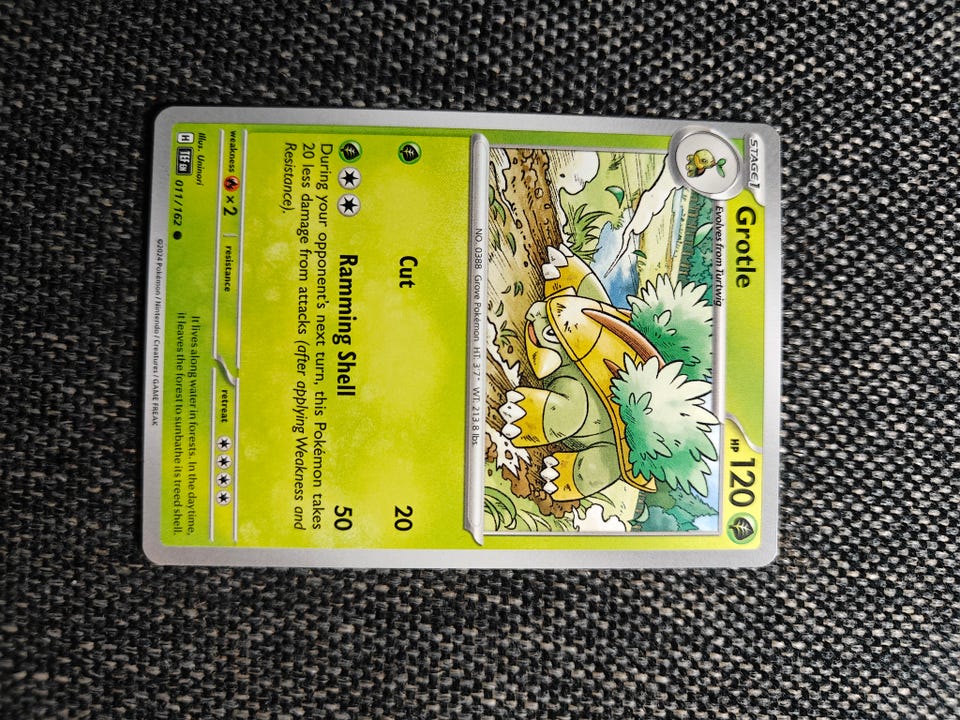 STAGE 1
Grotle
HP 120
Evolves from Turtwig
NO. 0388 Grove Pokémon HT: 3'7" WT: 213.8 lbs.
Cut 20
Ramming Shell 50
During your opponent's next turn, this Pokémon takes
20 less damage from attacks (after applying Weakness and
Resistance).
weakness ×2 resistance retreat
Illus. Uninori
H TEF EN 011/162
It lives along water in forests. In the daytime,
it leaves the forest to sunbathe its treed shell.
©2024 Pokémon / Nintendo / Creatures / GAME FREAK